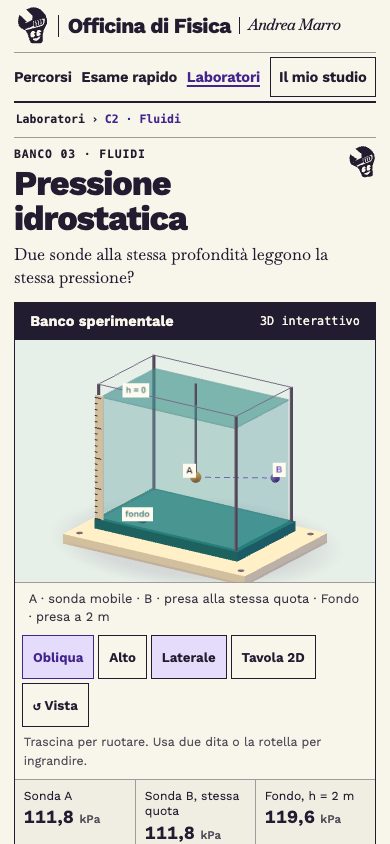 Officina di Fisica Andrea Marro
Percorsi Esame rapido Laboratori Il mio studio
Laboratori › C2 · Fluidi
BANCO 03 · FLUIDI
Pressione
idrostatica
Due sonde alla stessa profondità leggono la
stessa pressione?
Banco sperimentale 3D interattivo
h = 0
A
B
fondo
A · sonda mobile · B · presa alla stessa quota · Fondo
· presa a 2 m
Obliqua Alto Laterale Tavola 2D
↺ Vista
Trascina per ruotare. Usa due dita o la rotella per
ingrandire.
Sonda A
111,8 kPa
Sonda B, stessa
quota
111,8 kPa
Fondo, h = 2 m
119,6 kPa